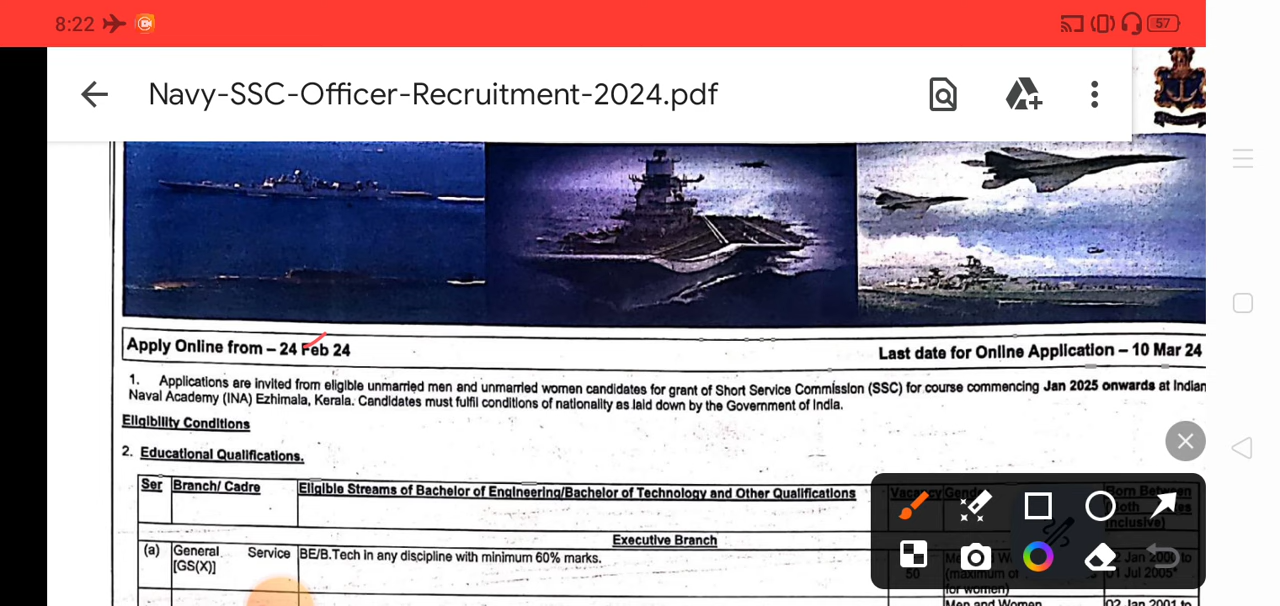 8:22
57
Navy-SSC-Officer-Recruitment-2024.pdf
Apply Online from – 24 Feb 24
Last date for Online Application – 10 Mar 24
1. Applications are invited from eligible unmarried men and unmarried women candidates for grant of Short Service Commission (SSC) for course commencing Jan 2025 onwards at Indian
Naval Academy (INA) Ezhimala, Kerala. Candidates must fulfil conditions of nationality as laid down by the Government of India.
Eligibility Conditions
2. Educational Qualifications.
Ser Branch/ Cadre Eligible Streams of Bachelor of Engineering/Bachelor of Technology and Other Qualifications Vacancy Born Between
inclusive)
Executive Branch
(a) General Service BE/B.Tech in any discipline with minimum 60% marks.
[GS(X)] 50 (maximum of 01 Jul 2005*
for women)
Men and Women 02 Jan 2001 to